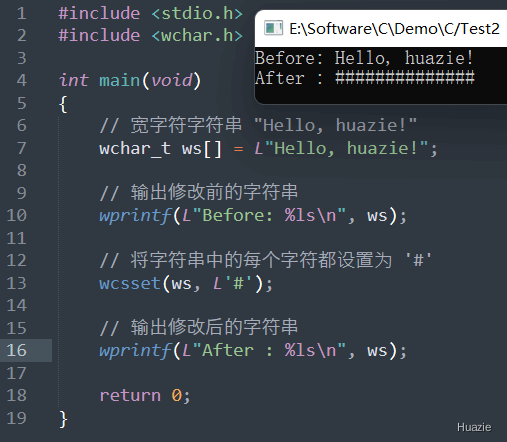 1 #include <stdio.h>
2 #include <wchar.h>
3
4 int main(void)
5 {
6 // 宽字符字符串 "Hello, huazie!"
7 wchar_t ws[] = L"Hello, huazie!";
8
9 // 输出修改前的字符串
10 wprintf(L"Before: %ls\n", ws);
11
12 // 将字符串中的每个字符都设置为 '#'
13 wcsset(ws, L'#');
14
15 // 输出修改后的字符串
16 wprintf(L"After : %ls\n", ws);
17
18 return 0;
19 }
E:\Software\C\Demo\C/Test2
Before: Hello, huazie!
After : ##############
Huazie